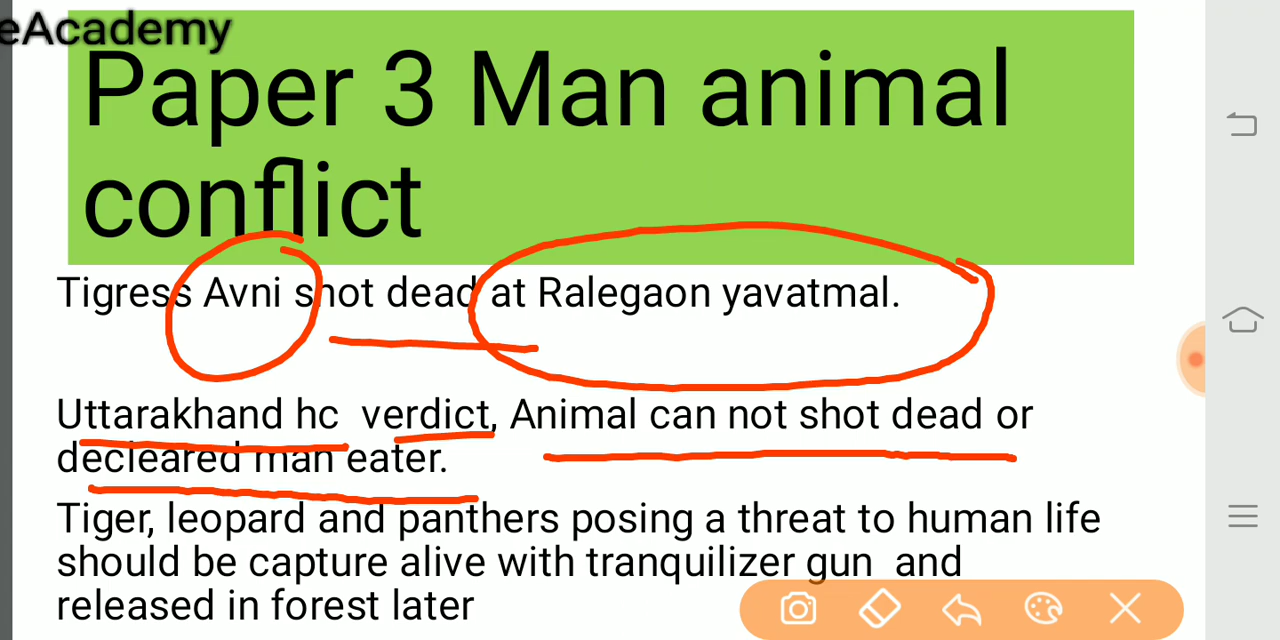 eAcademy
Paper 3 Man animal
conflict
Tigress Avni shot dead at Ralegaon yavatmal.
Uttarakhand hc verdict, Animal can not shot dead or
decleared man eater.
Tiger, leopard and panthers posing a threat to human life
should be capture alive with tranquilizer gun and
released in forest later